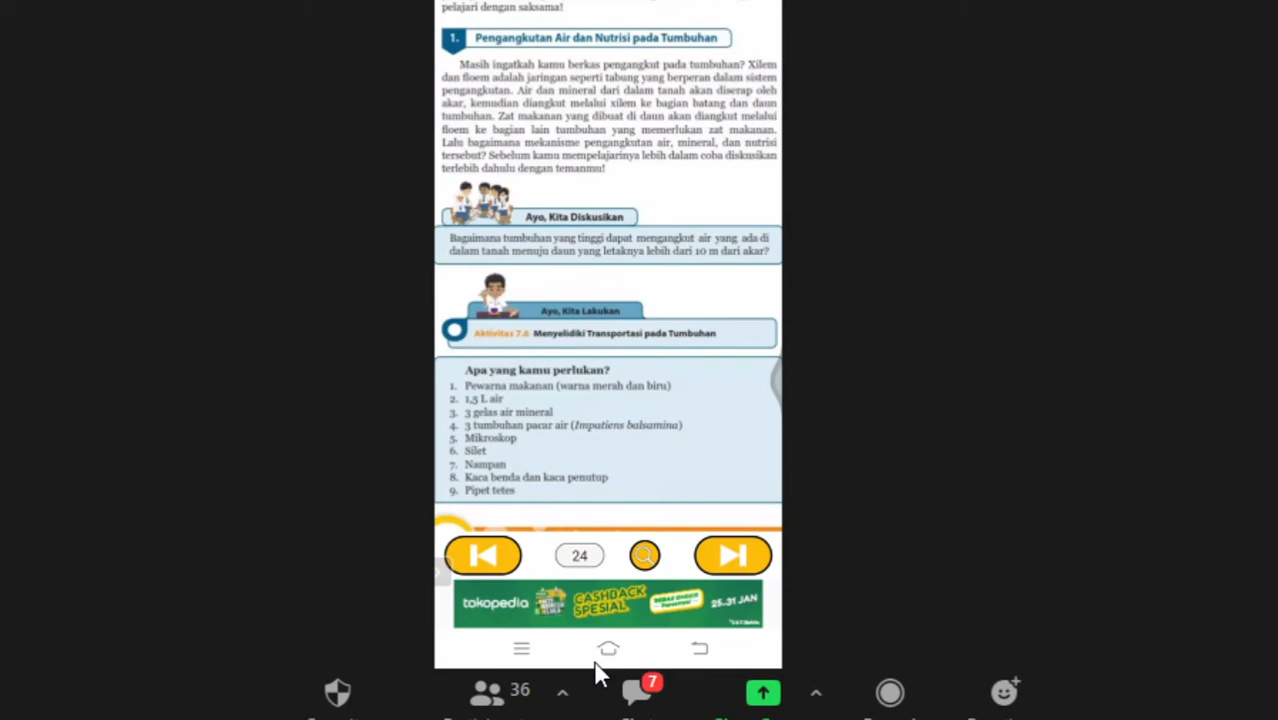 pelajari dengan saksama!
1. Pengangkutan Air dan Nutrisi pada Tumbuhan
Masih ingatkah kamu berkas pengangkut pada tumbuhan? Xilem
dan floem adalah jaringan seperti tabung yang berperan dalam sistem
pengangkutan. Air dan mineral dari dalam tanah akan diserap oleh
akar, kemudian diangkut melalui xilem ke bagian batang dan daun
tumbuhan. Zat makanan yang dibuat di daun akan diangkut melalui
floem ke bagian lain tumbuhan yang memerlukan zat makanan.
Lalu bagaimana mekanisme pengangkutan air, mineral, dan nutrisi
tersebut? Sebelum kamu mempelajarinya lebih dalam coba diskusikan
terlebih dahulu dengan temanmu!
Ayo, Kita Diskusikan
Bagaimana tumbuhan yang tinggi dapat mengangkut air yang ada di
dalam tanah menuju daun yang letaknya lebih dari 10 m dari akar?
Ayo, Kita Lakukan
Aktivitas 7.6 Menyelidiki Transportasi pada Tumbuhan
Apa yang kamu perlukan?
1. Pewarna makanan (warna merah dan biru)
2. 1,5 L air
3. 3 gelas air mineral
4. 3 tumbuhan pacar air (Impatiens balsamina)
5. Mikroskop
6. Silet
7. Nampan
8. Kaca benda dan kaca penutup
9. Pipet tetes
24
tokopedia CASHBACK SPESIAL 25-31 JAN
36
7